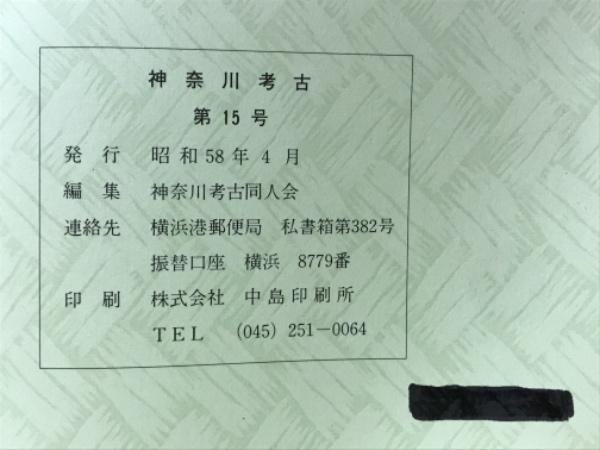 神奈川考古
第15号
発行 昭和58年4月
編集 神奈川考古同人会
連絡先 横浜港郵便局 私書箱第382号
振替口座 横浜 8779番
印刷 株式会社 中島印刷所
TEL (045) 251-0064